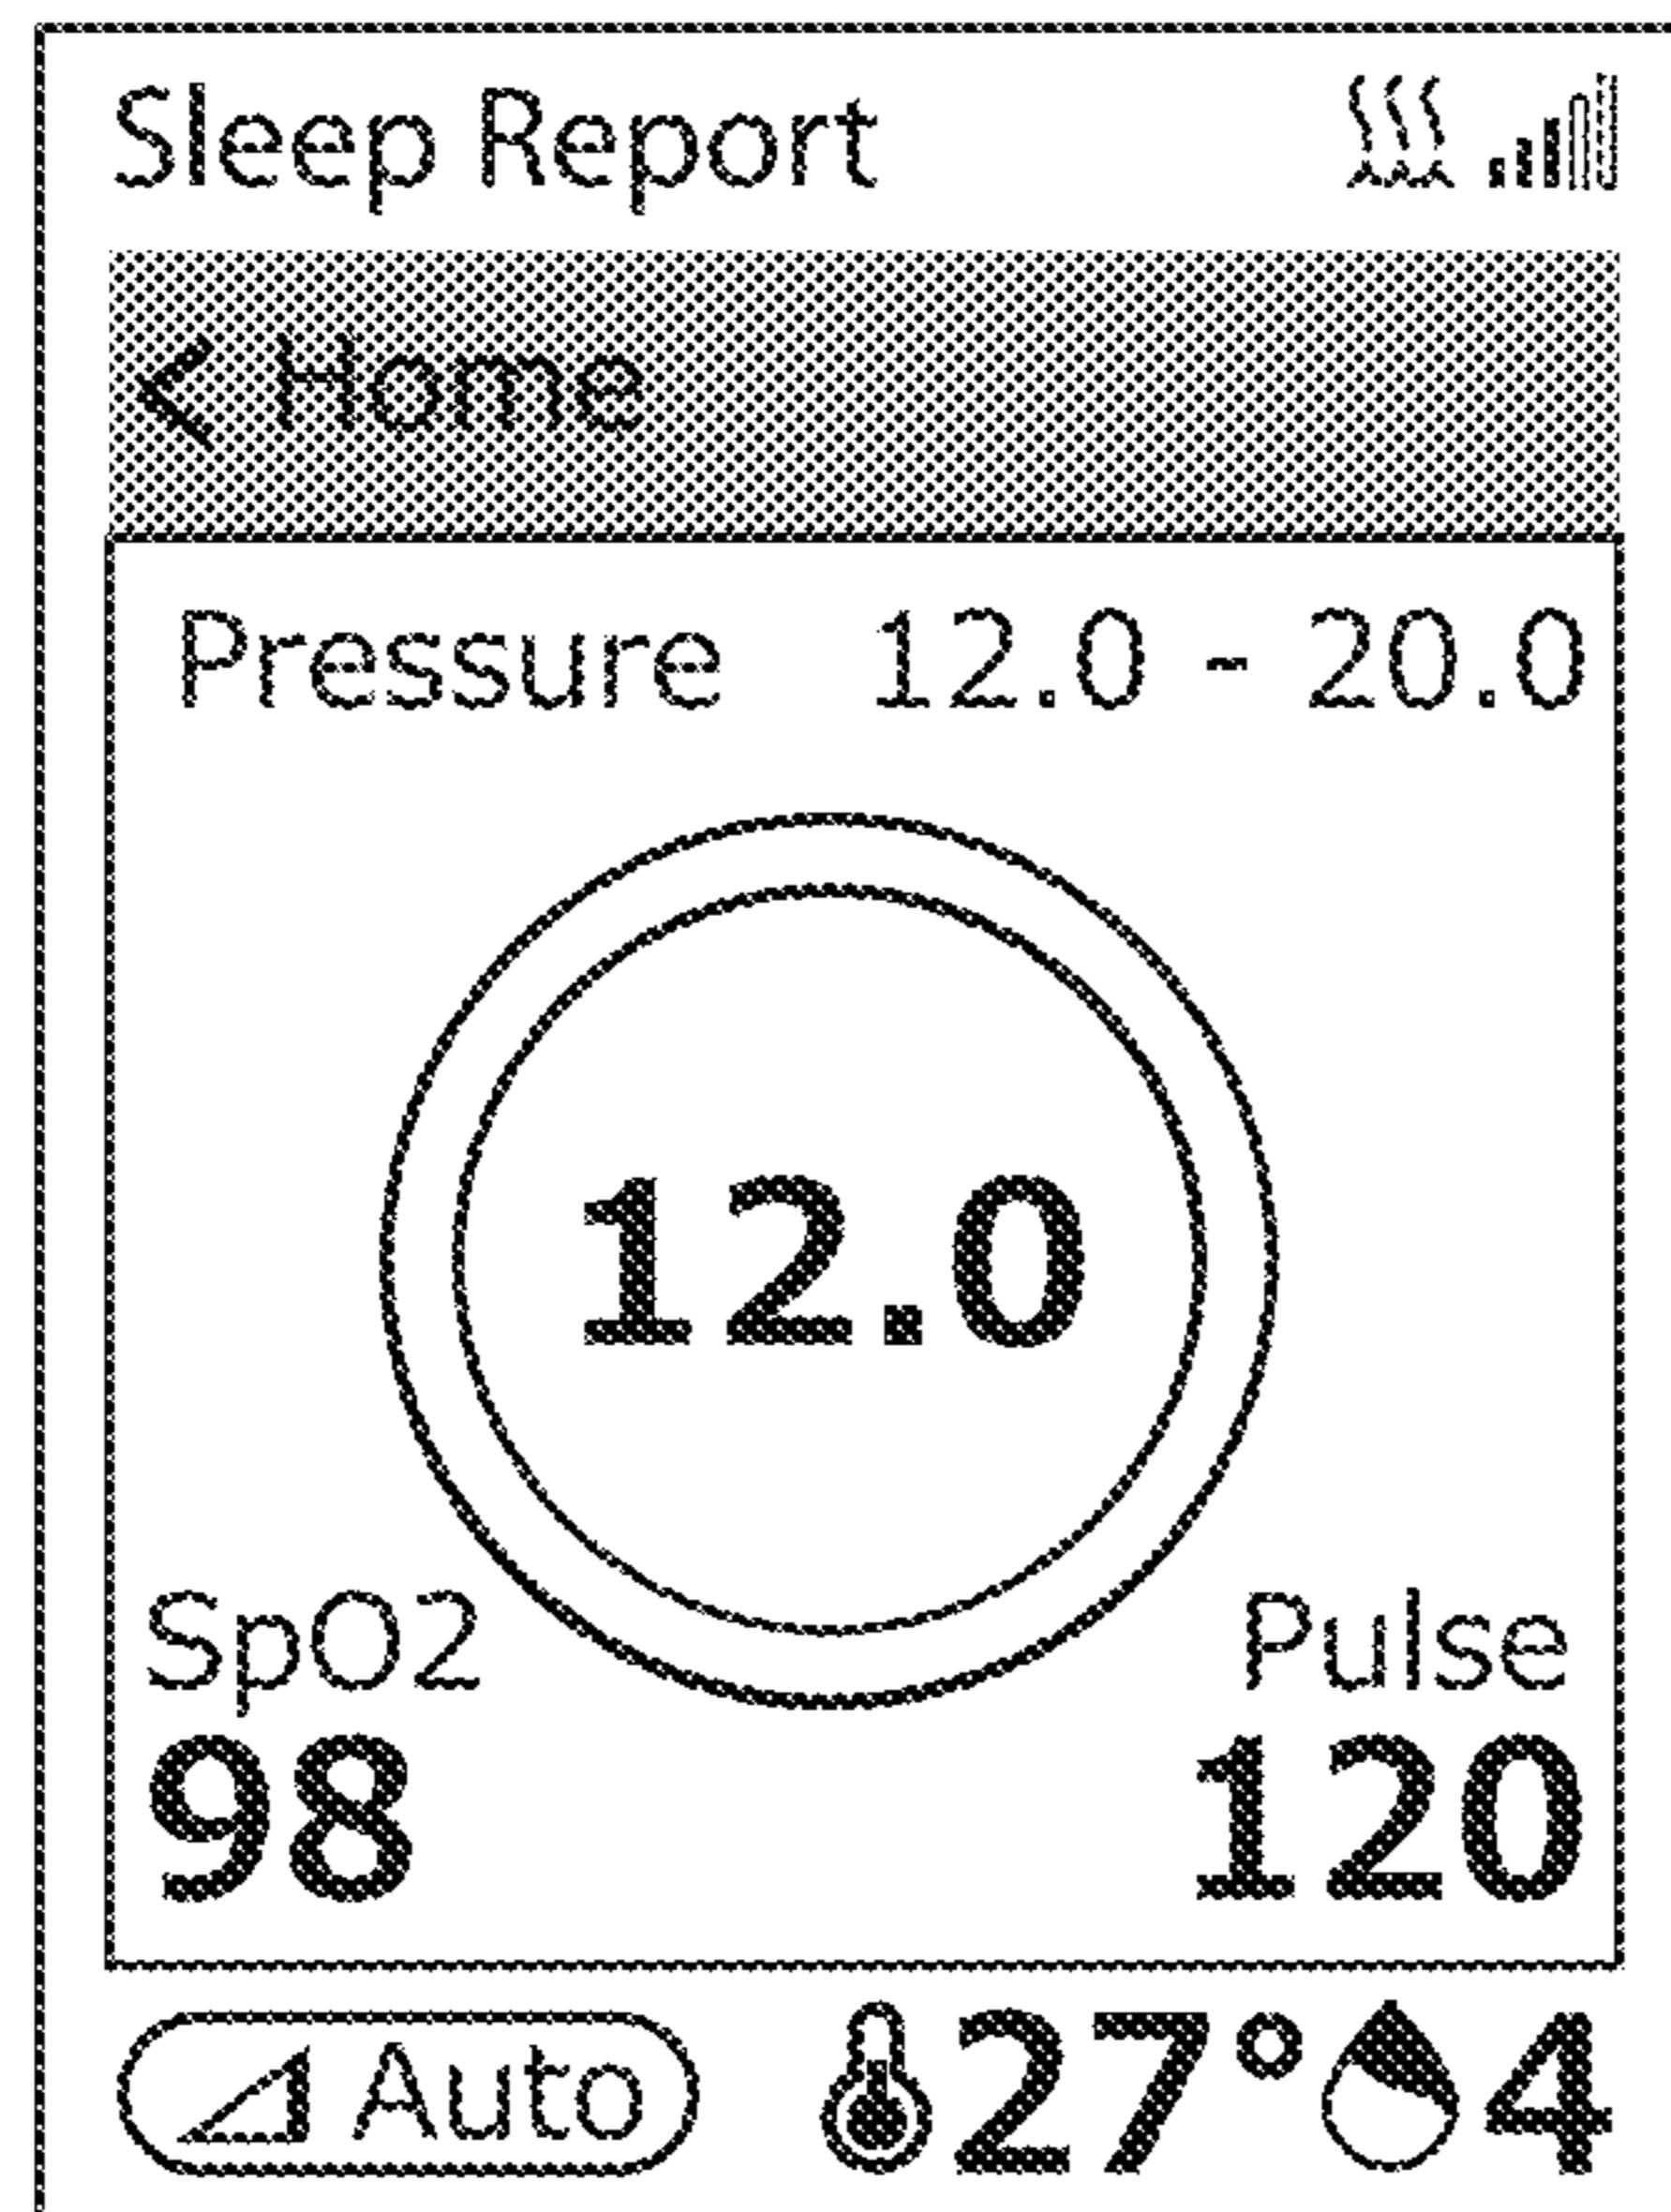 Sleep Report
< Home
Pressure 12.0 - 20.0
12.0
SpO2 Pulse
98 120
Auto 27° 4